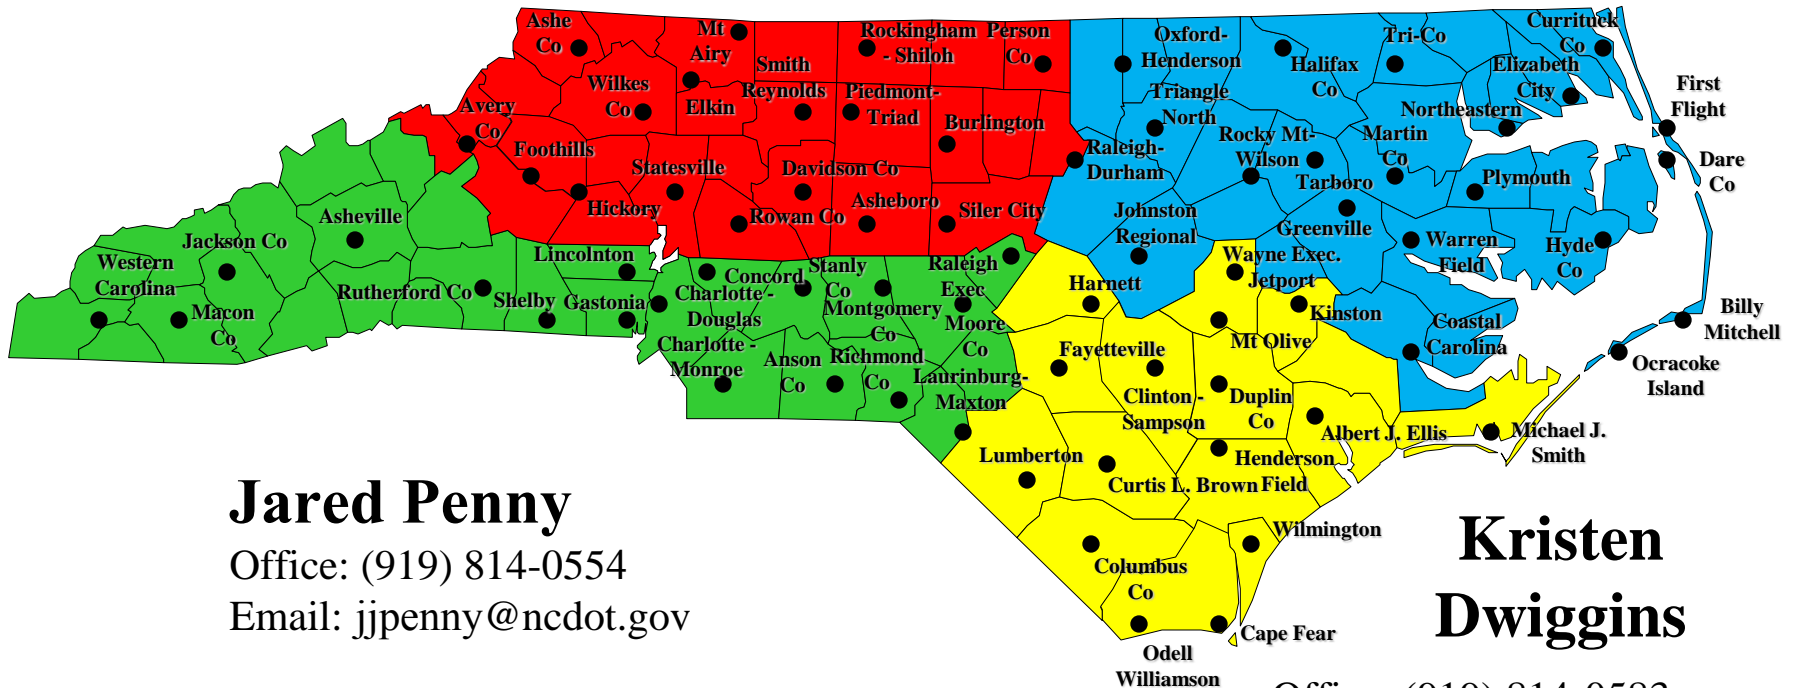 Ashe
Co
Mt
Airy
Rockingham
- Shiloh
Person
Co
Oxford-
Henderson
Halifax
Co
Tri-Co
Currituck
Co
Elizabeth
City
First
Flight
Smith
Reynolds
Wilkes
Co
Elkin
Piedmont-
Triad
Burlington
Triangle
North
Northeastern
Avery
Co
Foothills
Statesville
Davidson Co
Raleigh-
Durham
Rocky Mt-
Wilson
Martin
Co
Tarboro
Plymouth
Dare
Co
Hickory
Rowan Co
Asheboro
Siler City
Johnston
Regional
Greenville
Warren
Field
Hyde
Co
Asheville
Jackson Co
Western
Carolina
Macon
Co
Rutherford Co
Lincolnton
Shelby
Gastonia
Concord
Charlotte -
Douglas
Stanly
Co
Montgomery
Co
Raleigh
Exec
Moore
Co
Harnett
Wayne Exec.
Jetport
Kinston
Mt Olive
Coastal
Carolina
Billy
Mitchell
Ocracoke
Island
Charlotte -
Monroe
Anson
Co
Richmond
Co
Laurinburg-
Maxton
Fayetteville
Clinton -
Sampson
Duplin
Co
Albert J. Ellis
Michael J.
Smith
Lumberton
Curtis L. Brown
Henderson
Field
Wilmington
Columbus
Co
Cape Fear
Odell
Williamson
Jared Penny
Office: (919) 814-0554
Email: jjpenny@ncdot.gov
Kristen
Dwiggins